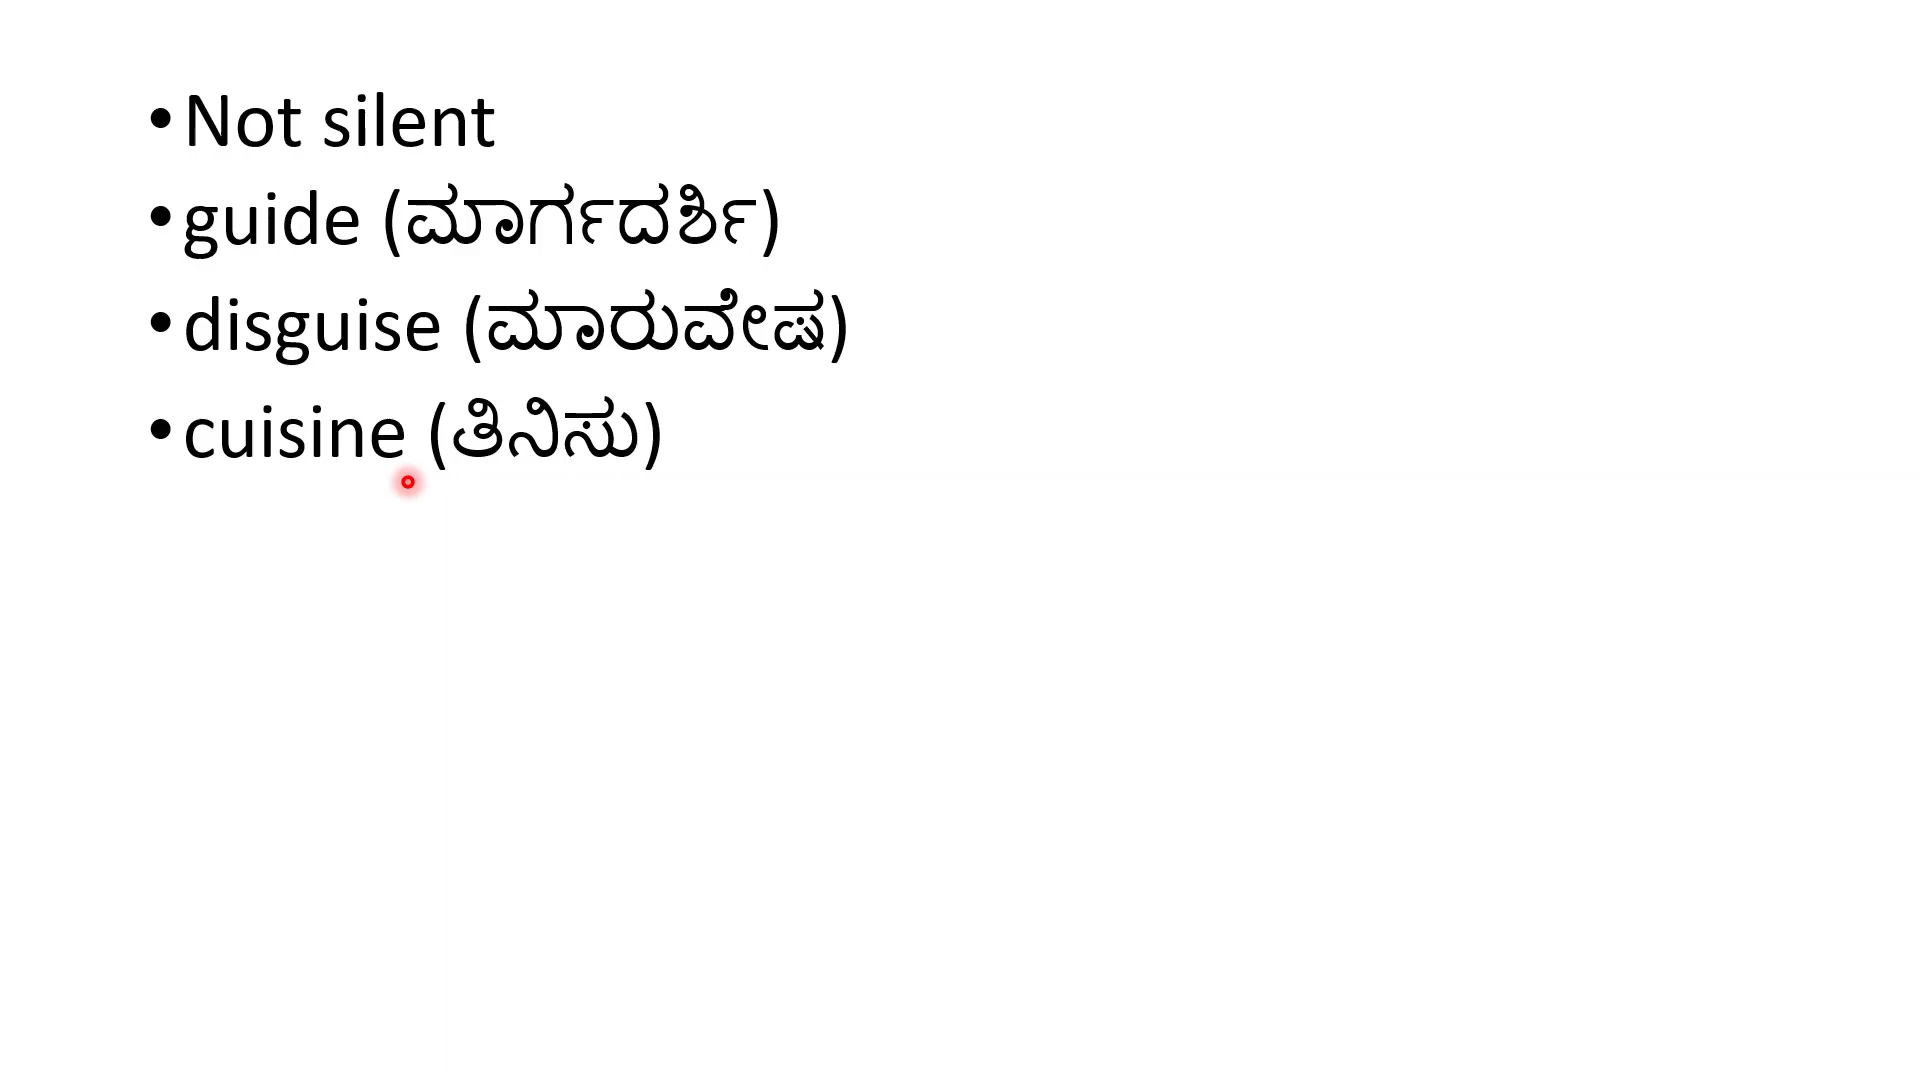 • Not silent
• guide (ಮಾರ್ಗದರ್ಶಿ)
• disguise (ಮಾರುವೇಷ)
• cuisine (ತಿನಿಸು)